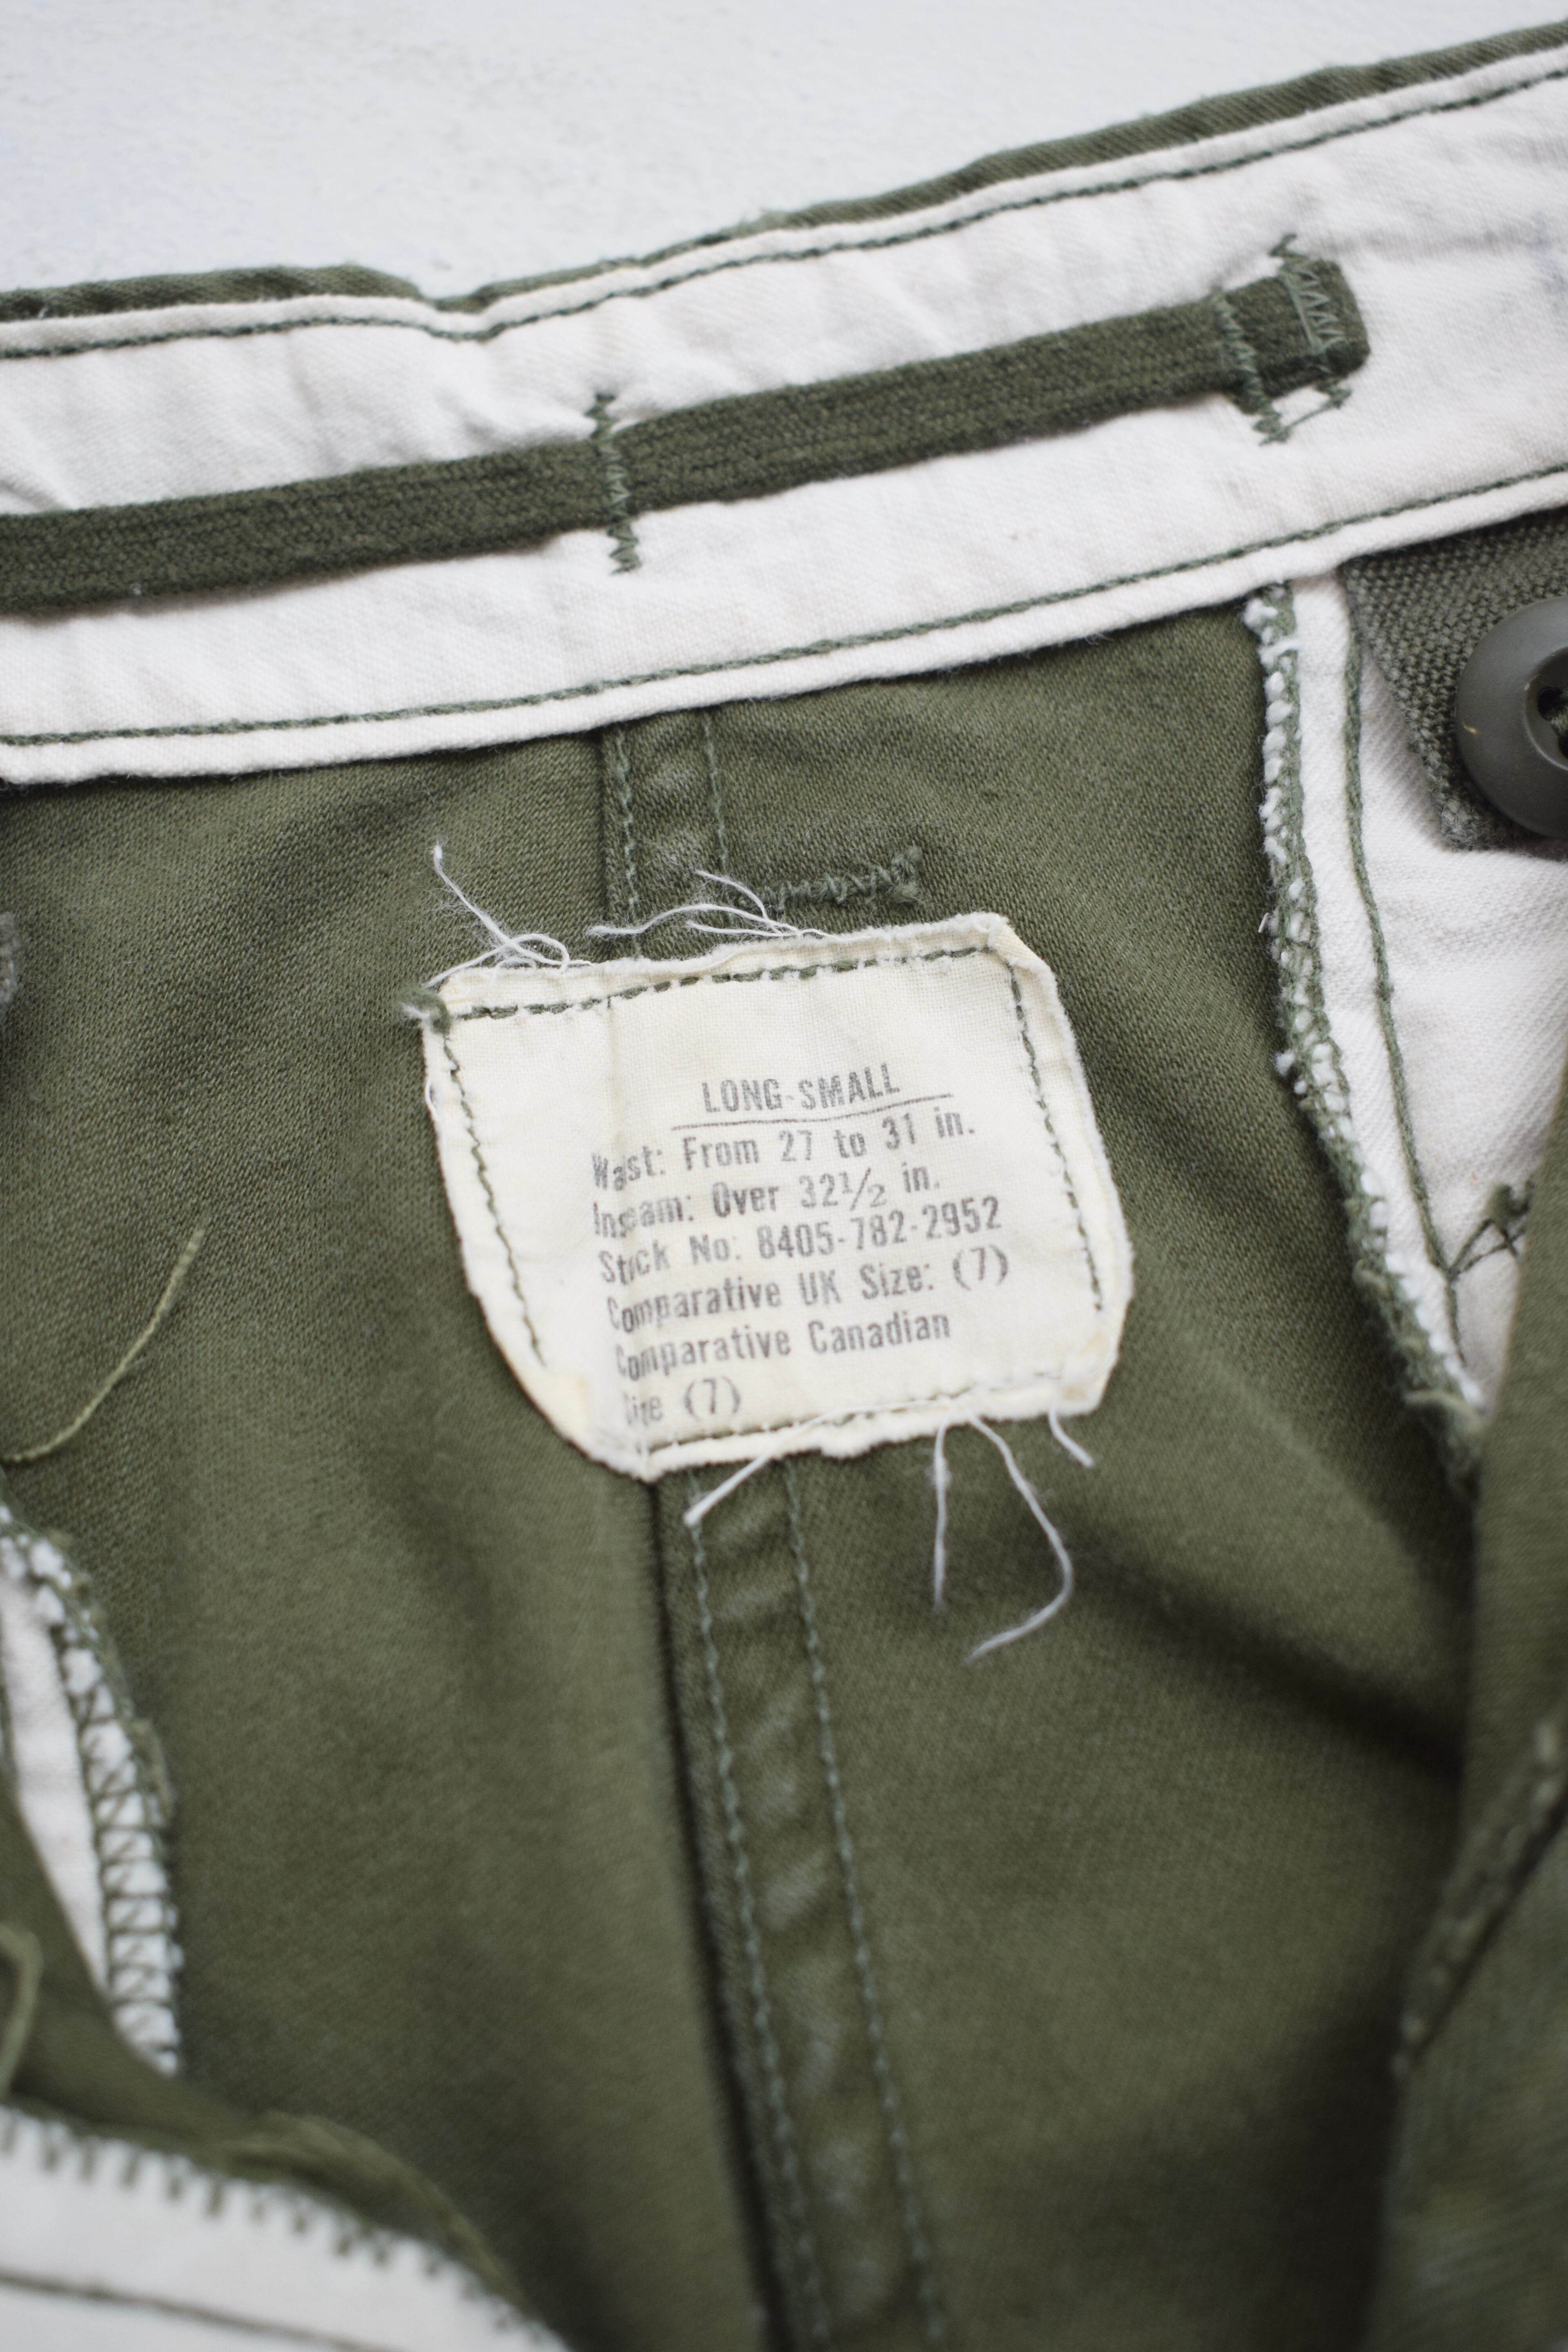 LONG-SMALL
Waist: From 27 to 31 in.
Inseam: Over 32½ in.
Stock No: 8405-782-2952
Comparative UK Size: (7)
Comparative Canadian
Size (7)